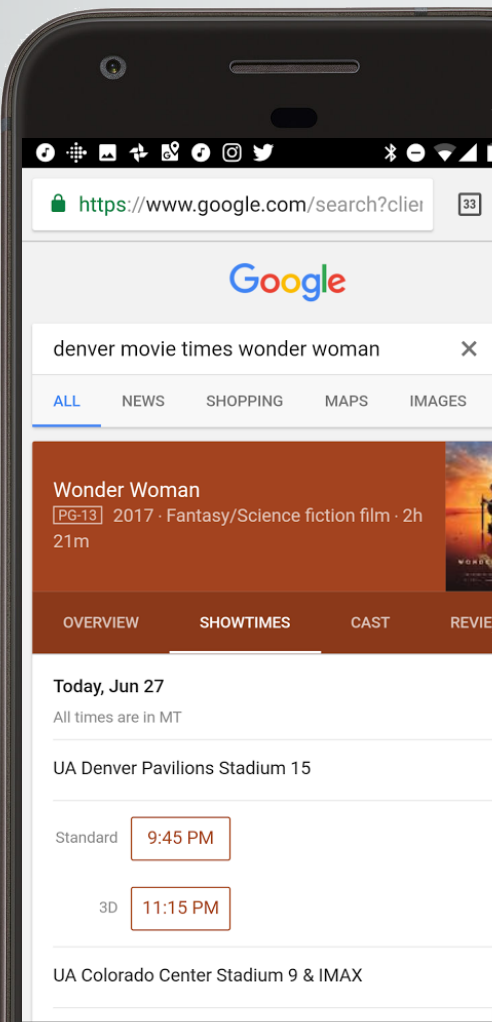 33
https://www.google.com/search?clier
Google
denver movie times wonder woman
ALL NEWS SHOPPING MAPS IMAGES
Wonder Woman
PG-13 2017 · Fantasy/Science fiction film · 2h
21m
OVERVIEW SHOWTIMES CAST REVIE
Today, Jun 27
All times are in MT
UA Denver Pavilions Stadium 15
Standard 9:45 PM
3D 11:15 PM
UA Colorado Center Stadium 9 & IMAX